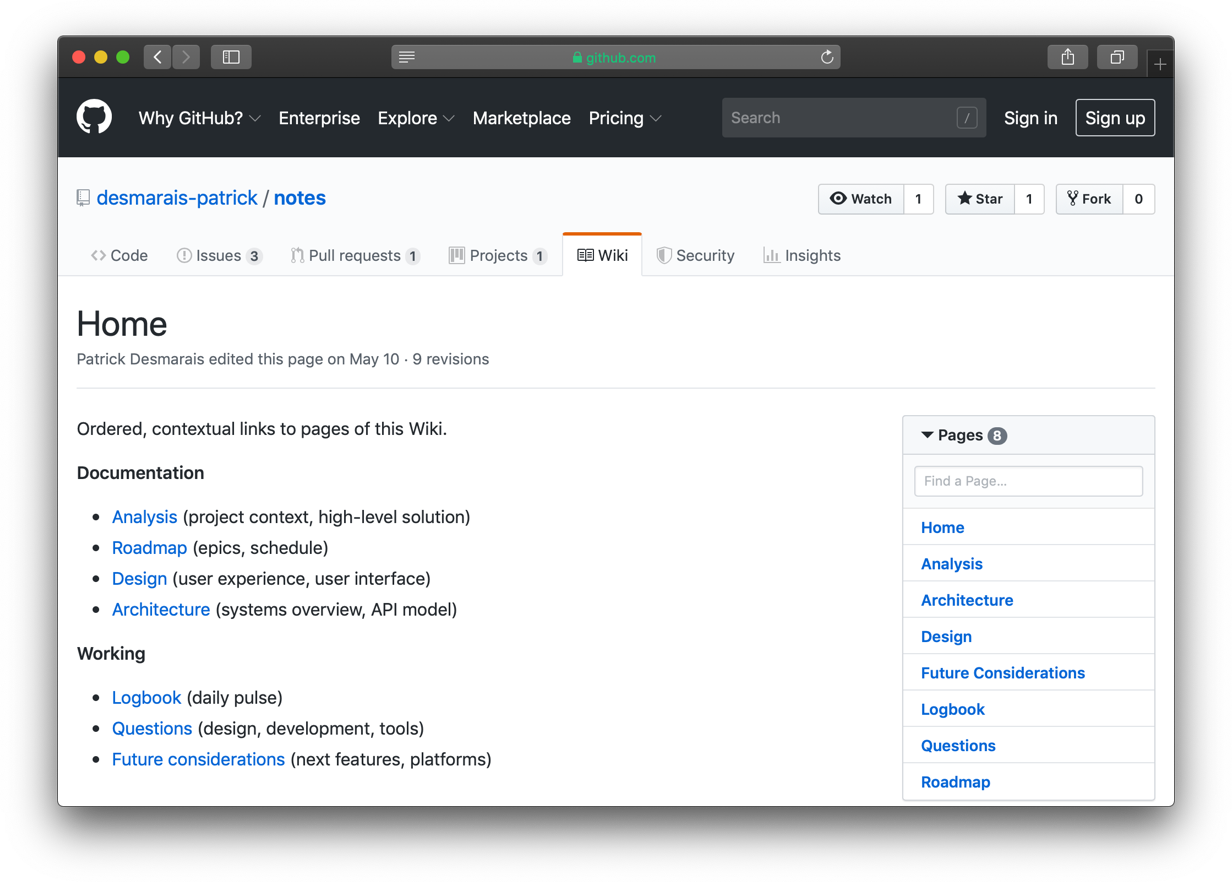 github.com
Why GitHub? Enterprise Explore Marketplace Pricing Search / Sign in Sign up
desmarais-patrick / notes Watch 1 Star 1 Fork 0
Code Issues 3 Pull requests 1 Projects 1 Wiki Security Insights
Home
Patrick Desmarais edited this page on May 10 · 9 revisions
Ordered, contextual links to pages of this Wiki.
Documentation
• Analysis (project context, high-level solution)
• Roadmap (epics, schedule)
• Design (user experience, user interface)
• Architecture (systems overview, API model)
Working
• Logbook (daily pulse)
• Questions (design, development, tools)
• Future considerations (next features, platforms)
Pages 8
Find a Page...
Home
Analysis
Architecture
Design
Future Considerations
Logbook
Questions
Roadmap